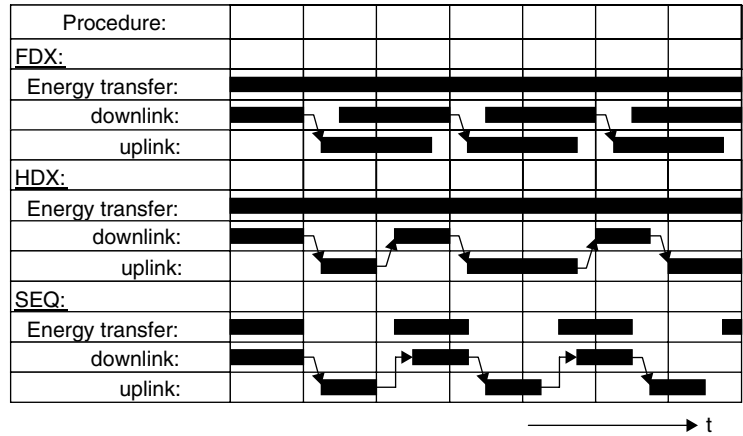 Procedure:
FDX:
Energy transfer:
downlink:
uplink:
HDX:
Energy transfer:
downlink:
uplink:
SEQ:
Energy transfer:
downlink:
uplink:
t